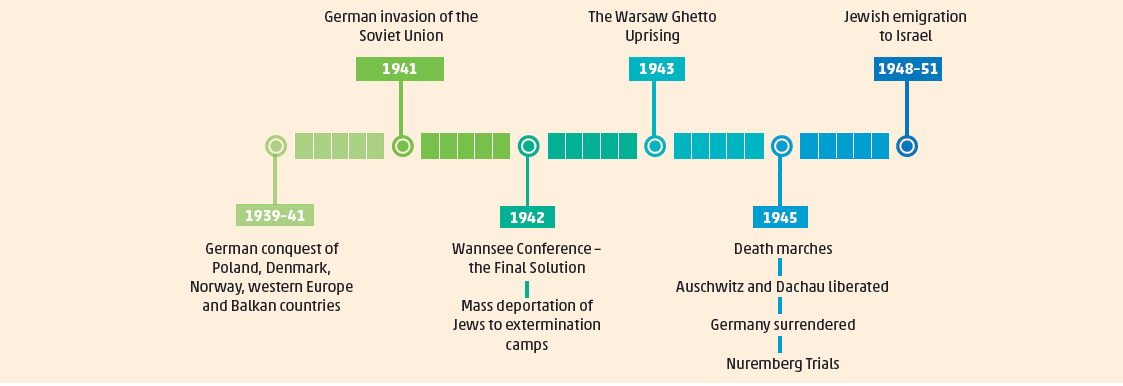 German invasion of the
Soviet Union
1941
The Warsaw Ghetto
Uprising
1943
Jewish emigration
to Israel
1948–51
1939–41
German conquest of
Poland, Denmark,
Norway, western Europe
and Balkan countries
1942
Wannsee Conference –
the Final Solution
Mass deportation of
Jews to extermination
camps
1945
Death marches
Auschwitz and Dachau liberated
Germany surrendered
Nuremberg Trials